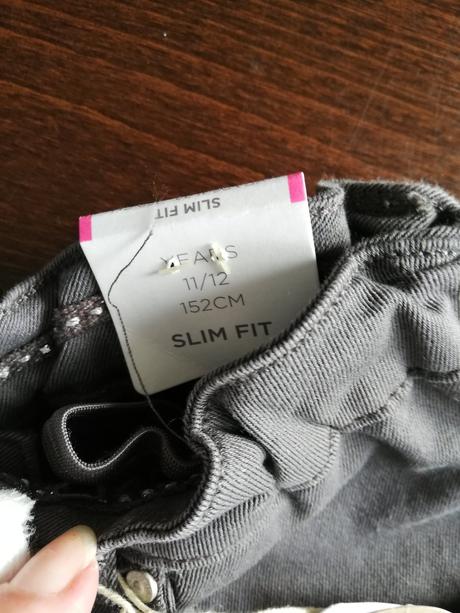 SLIM FIT
YEARS
11/12
152CM
SLIM FIT